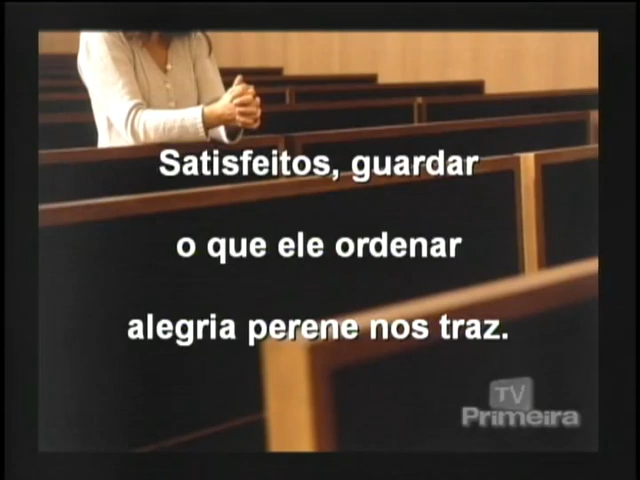 Satisfeitos, guardar
o que ele ordenar
alegria perene nos traz.
TV
Primeira